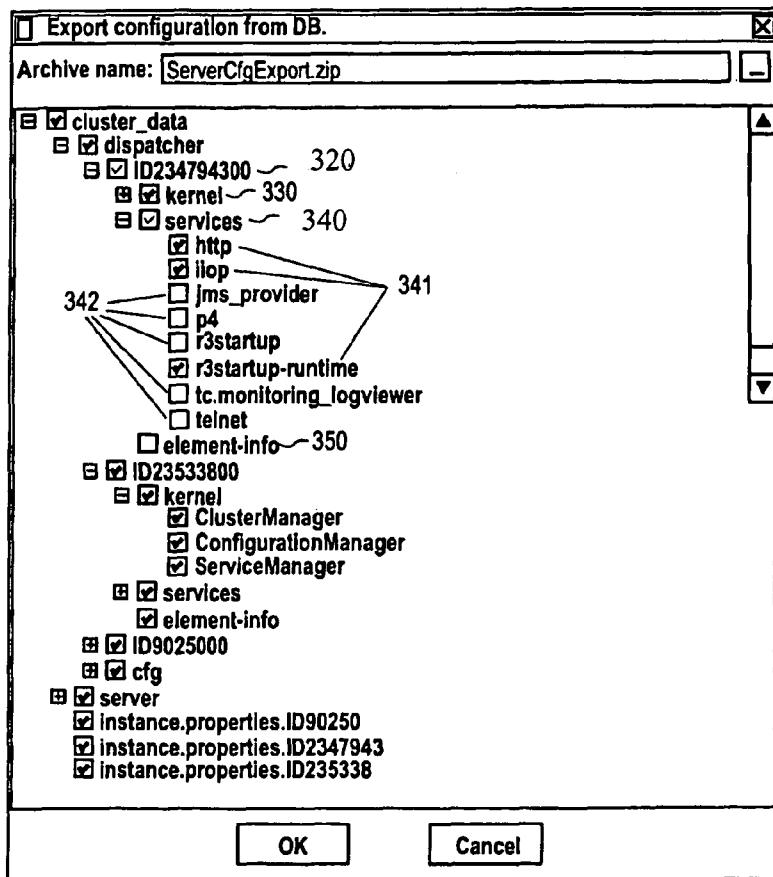 Export configuration from DB.
Archive name: ServerCfgExport.zip
cluster_data
dispatcher
ID234794300 320
kernel 330
services 340
http
iiop
341
342
jms_provider
p4
r3startup
r3startup-runtime
tc.monitoring_logviewer
telnet
element-info 350
ID23533800
kernel
ClusterManager
ConfigurationManager
ServiceManager
services
element-info
ID9025000
cfg
server
instance.properties.ID90250
instance.properties.ID2347943
instance.properties.ID235338
OK Cancel